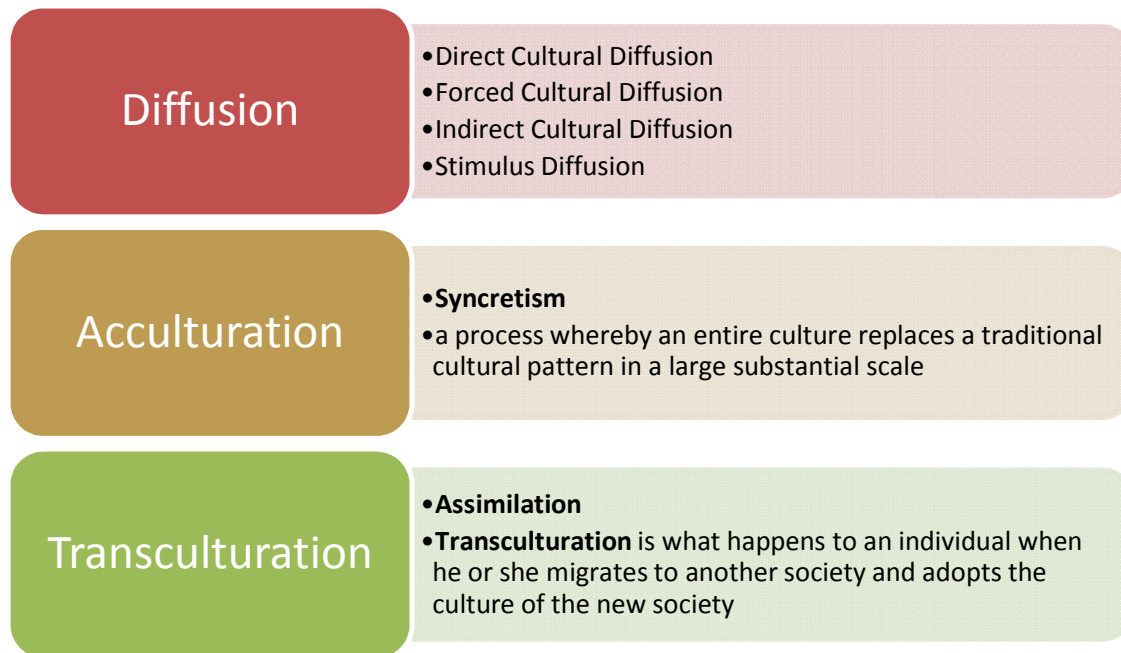 Diffusion
•Direct Cultural Diffusion
•Forced Cultural Diffusion
•Indirect Cultural Diffusion
•Stimulus Diffusion
Acculturation
•Syncretism
•a process whereby an entire culture replaces a traditional
cultural pattern in a large substantial scale
Transculturation
•Assimilation
•Transculturation is what happens to an individual when
he or she migrates to another society and adopts the
culture of the new society